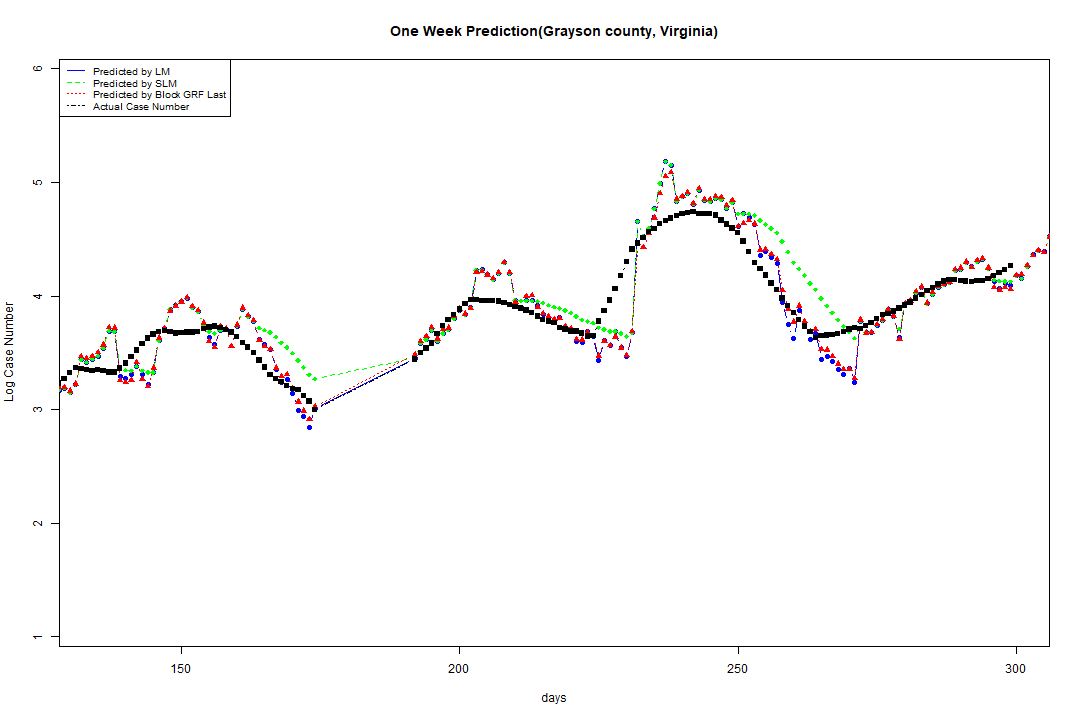 One Week Prediction(Grayson county, Virginia)
Predicted by LM
Predicted by SLM
Predicted by Block GRF Last
Actual Case Number
6
5
4
3
2
1
Log Case Number
150
200
250
300
days